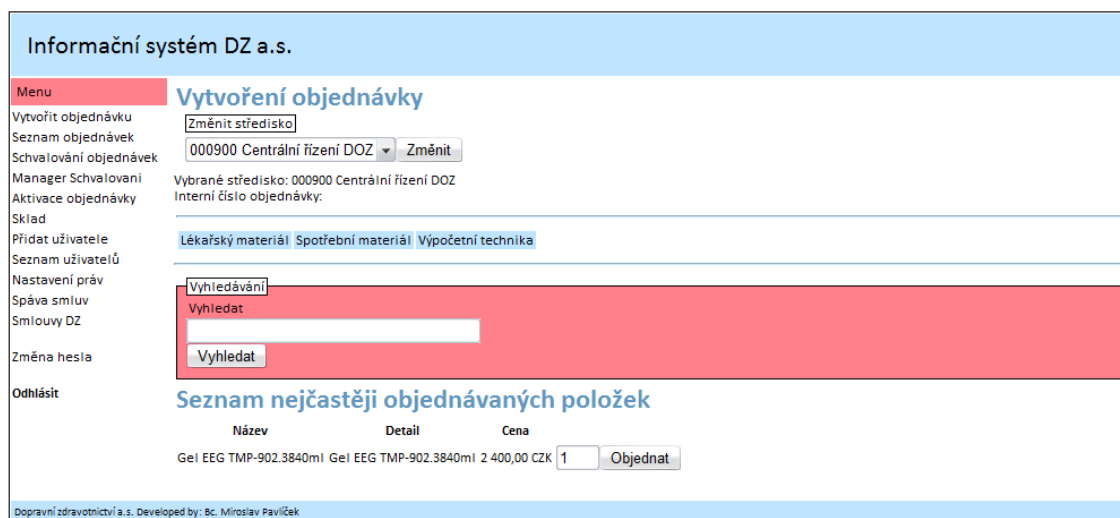 Informační systém DZ a.s.
Menu
Vytvořit objednávku
Seznam objednávek
Schvalování objednávek
Manager Schvalovani
Aktivace objednávky
Sklad
Přidat uživatele
Seznam uživatelů
Nastavení práv
Spáva smluv
Smlouvy DZ
Změna hesla
Odhlásit
Vytvoření objednávky
Změnit středisko
000900 Centrální řízení DOZ Změnit
Vybrané středisko: 000900 Centrální řízení DOZ
Interní číslo objednávky:
Lékařský materiál Spotřební materiál Výpočetní technika
Vyhledávání
Vyhledat
Vyhledat
Seznam nejčastěji objednávaných položek
Název Detail Cena
Gel EEG TMP-902.3840ml Gel EEG TMP-902.3840ml 2 400,00 CZK 1 Objednat
Dopravní zdravotnictví a.s. Developed by: Bc. Miroslav Pavlíček